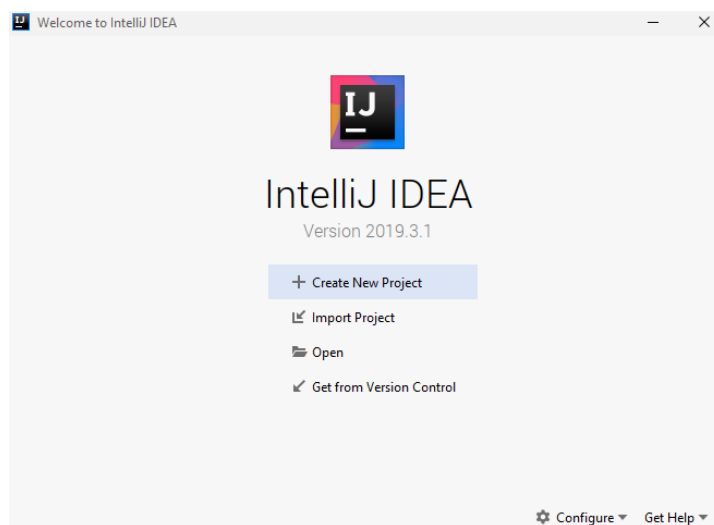 Welcome to IntelliJ IDEA
IJ
IntelliJ IDEA
Version 2019.3.1
Create New Project
Import Project
Open
Get from Version Control
Configure Get Help